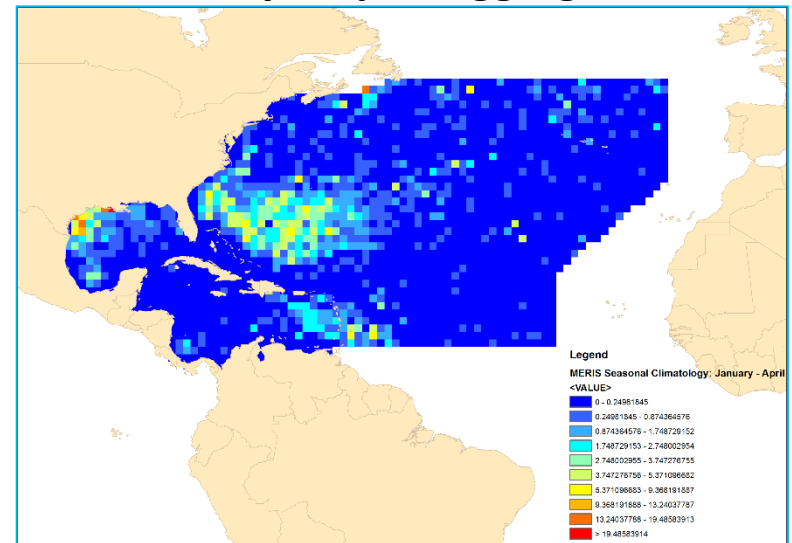 Legend
MERIS Seasonal Climatology: January - April
<VALUE>
0 - 0.24981845
0.24981845 - 0.874364576
0.874364576 - 1.748729152
1.748729153 - 2.748002954
2.748002955 - 3.747276755
3.747276756 - 5.371096682
5.371096683 - 9.368191887
9.368191888 - 13.24037787
13.24037788 - 19.48583913
> 19.48583914